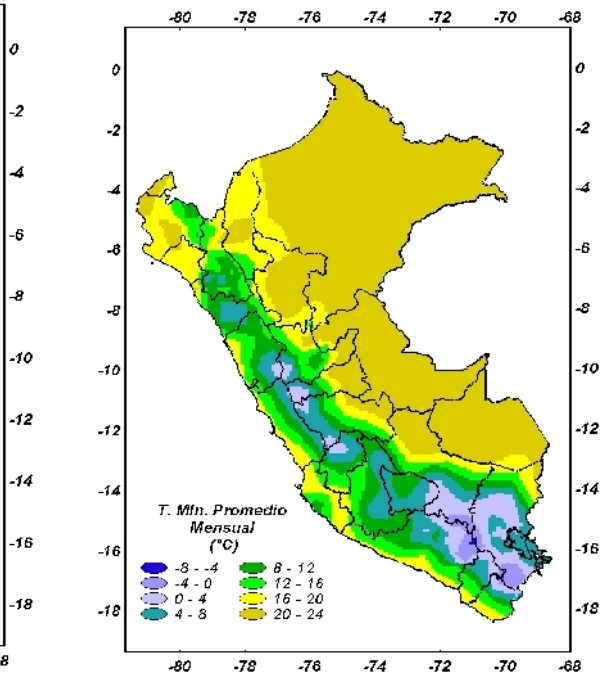 -80 -78 -76 -74 -72 -70 -68
0 0 0
-2 -2 -2
-4 -4 -4
-6 -6 -6
-8 -8 -8
-10 -10 -10
-12 -12 -12
-14 -14 -14
-16 -16 -16
-18 -18 -18
T. Mín. Promedio
Mensual
(°C)
-8 - -4 8 - 12
-4 - 0 12 - 16
0 - 4 16 - 20
4 - 8 20 - 24
8 -80 -78 -76 -74 -72 -70 -68